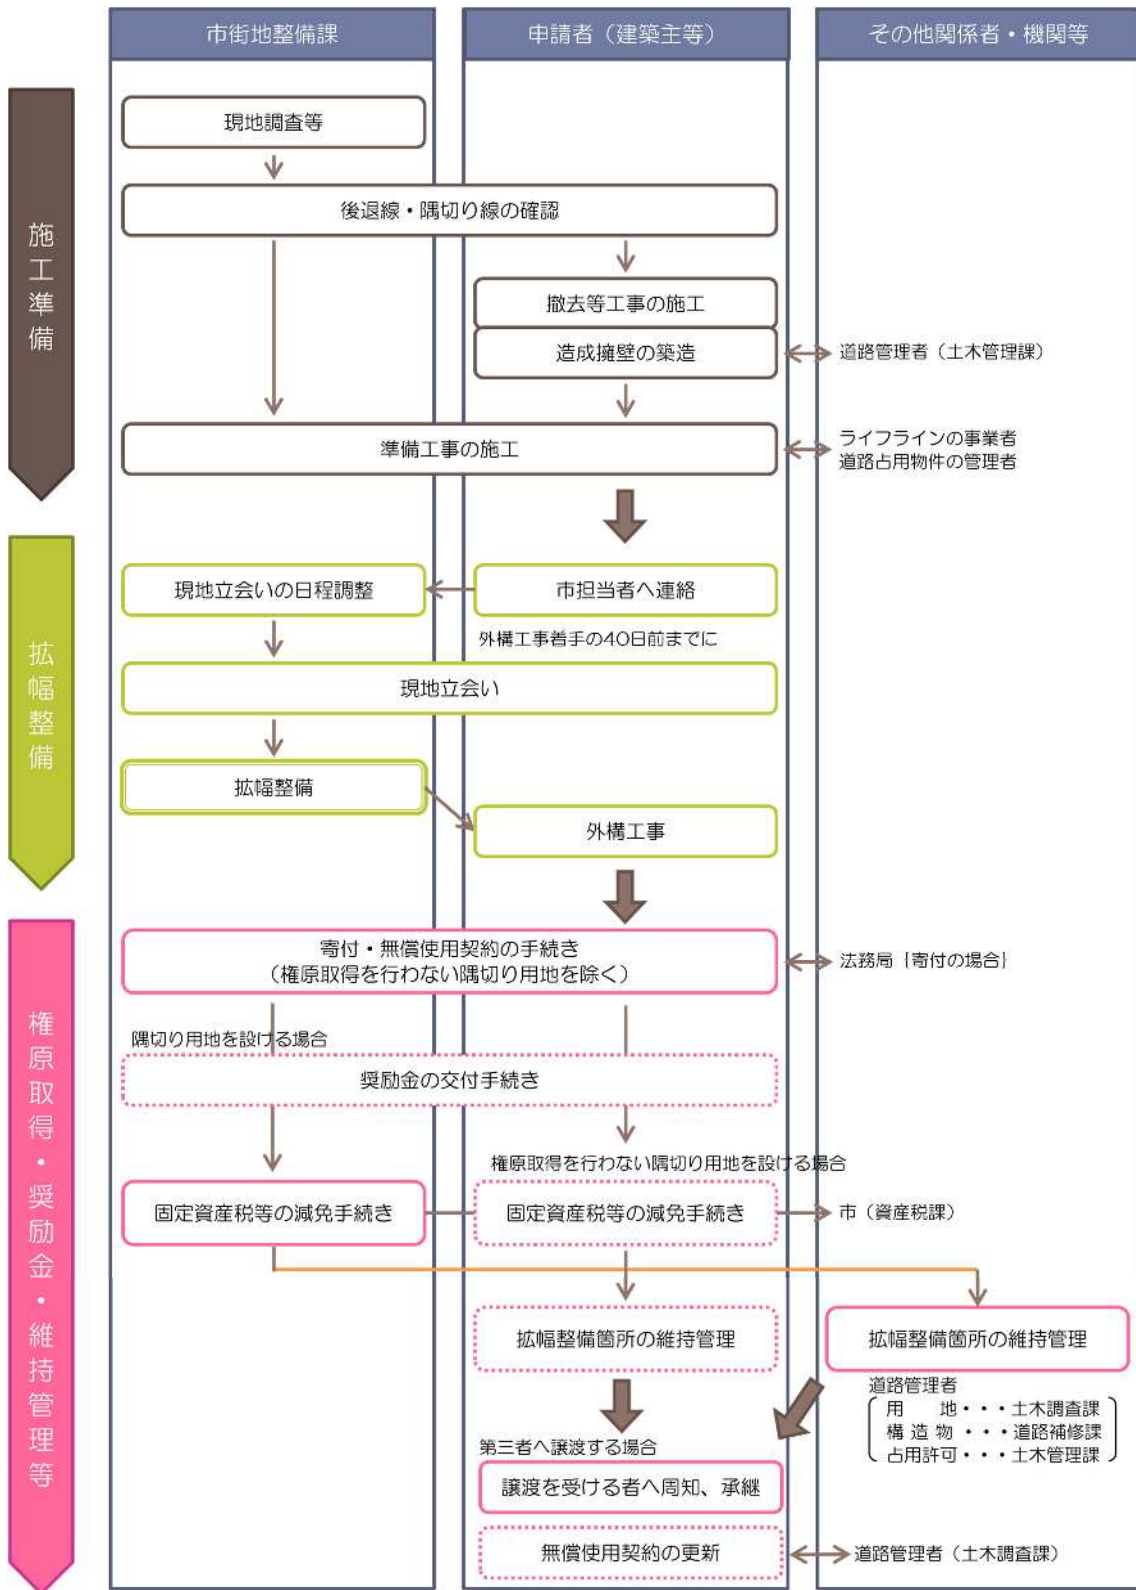 市街地整備課
申請者（建築主等）
その他関係者・機関等
施工準備
現地調査等
後退線・隅切り線の確認
撤去等工事の施工
造成擁壁の築造
道路管理者（土木管理課）
準備工事の施工
ライフラインの事業者
道路占用物件の管理者
拡幅整備
現地立会いの日程調整
市担当者へ連絡
外構工事着手の40日前までに
現地立会い
拡幅整備
外構工事
権原取得・奨励金・維持管理等
寄付・無償使用契約の手続き
（権原取得を行わない隅切り用地を除く）
法務局｛寄付の場合｝
隅切り用地を設ける場合
奨励金の交付手続き
権原取得を行わない隅切り用地を設ける場合
固定資産税等の減免手続き
固定資産税等の減免手続き
市（資産税課）
拡幅整備箇所の維持管理
拡幅整備箇所の維持管理
道路管理者
用　地・・・土木調査課
構造物・・・道路補修課
占用許可・・・土木管理課
第三者へ譲渡する場合
譲渡を受ける者へ周知、承継
無償使用契約の更新
道路管理者（土木調査課）